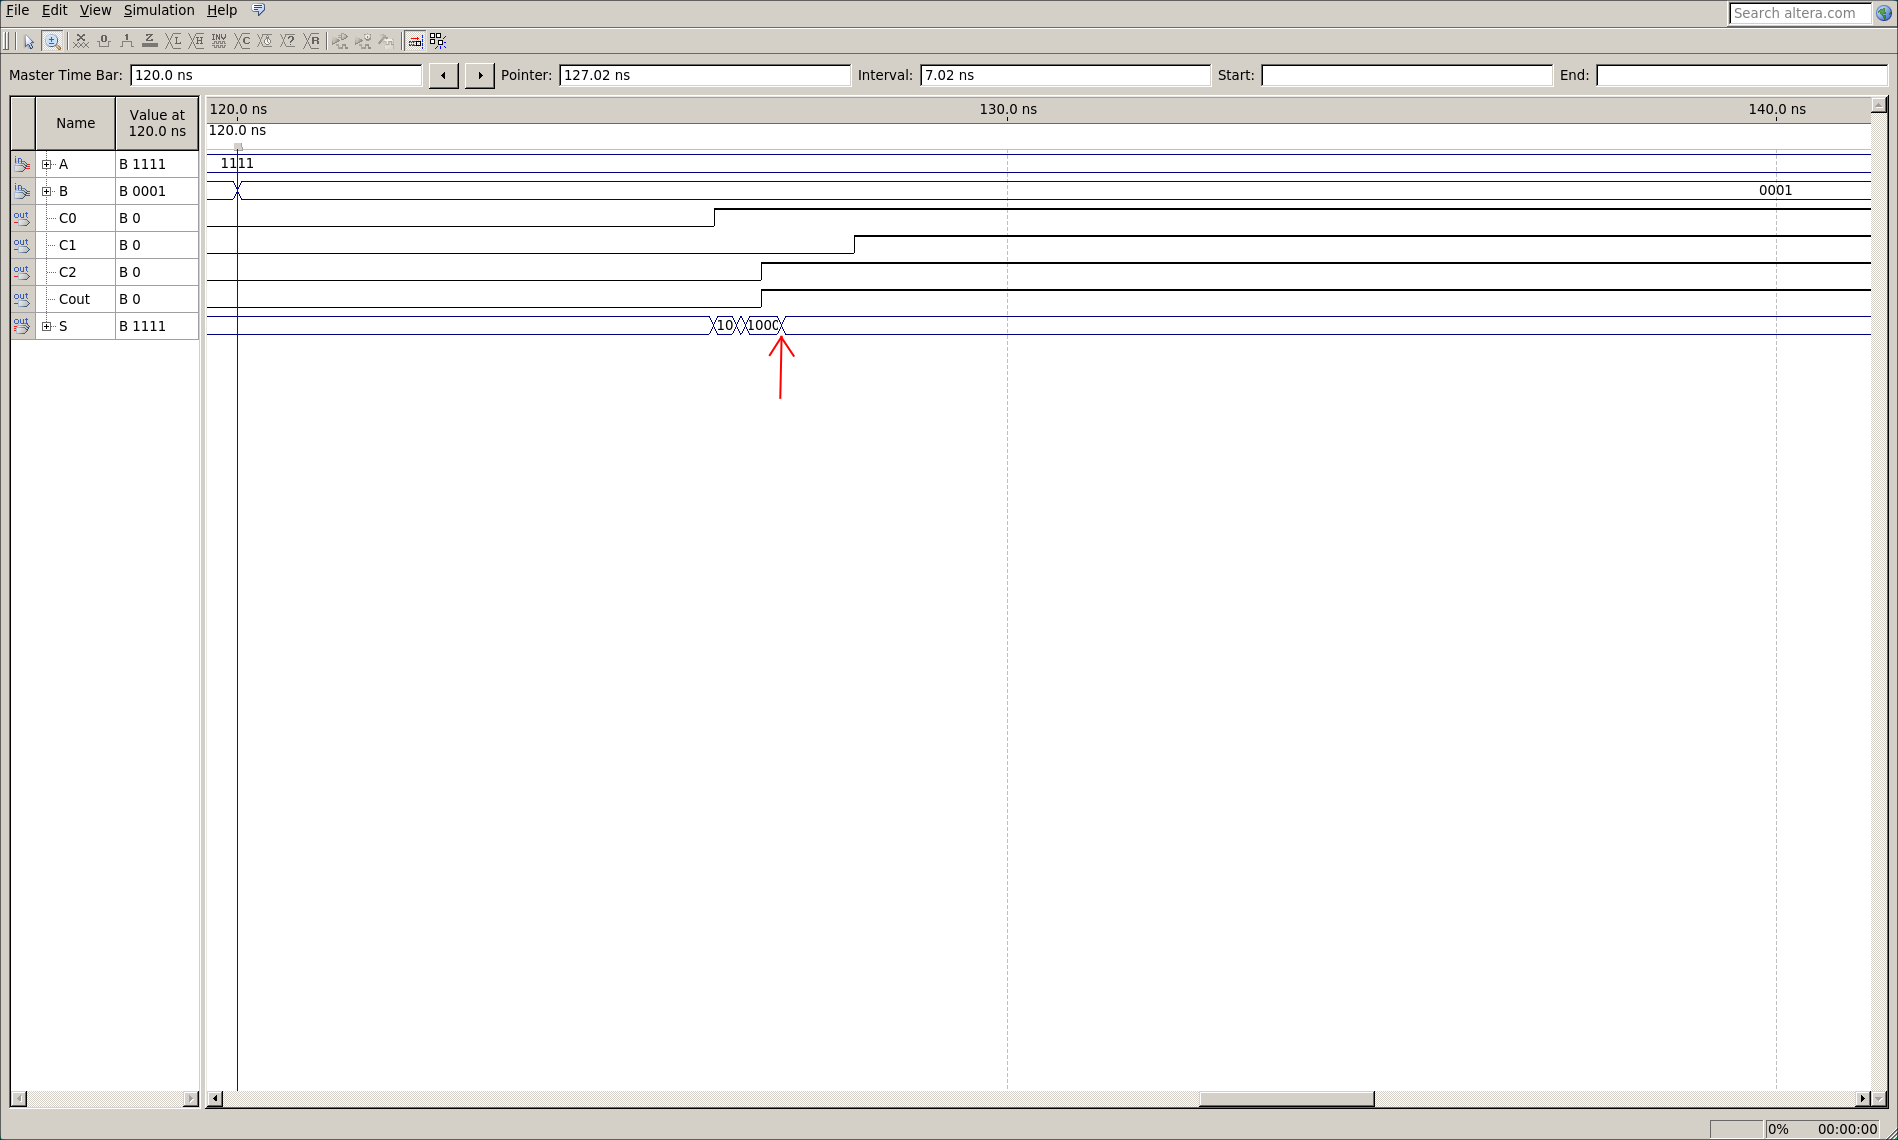 File Edit View Simulation Help
Search altera.com
Master Time Bar: 120.0 ns Pointer: 127.02 ns Interval: 7.02 ns Start: End:
Name Value at 120.0 ns
120.0 ns 130.0 ns 140.0 ns
120.0 ns
A B 1111 1111
B B 0001 0001
C0 B 0
C1 B 0
C2 B 0
Cout B 0
S B 1111 10 1000
0% 00:00:00